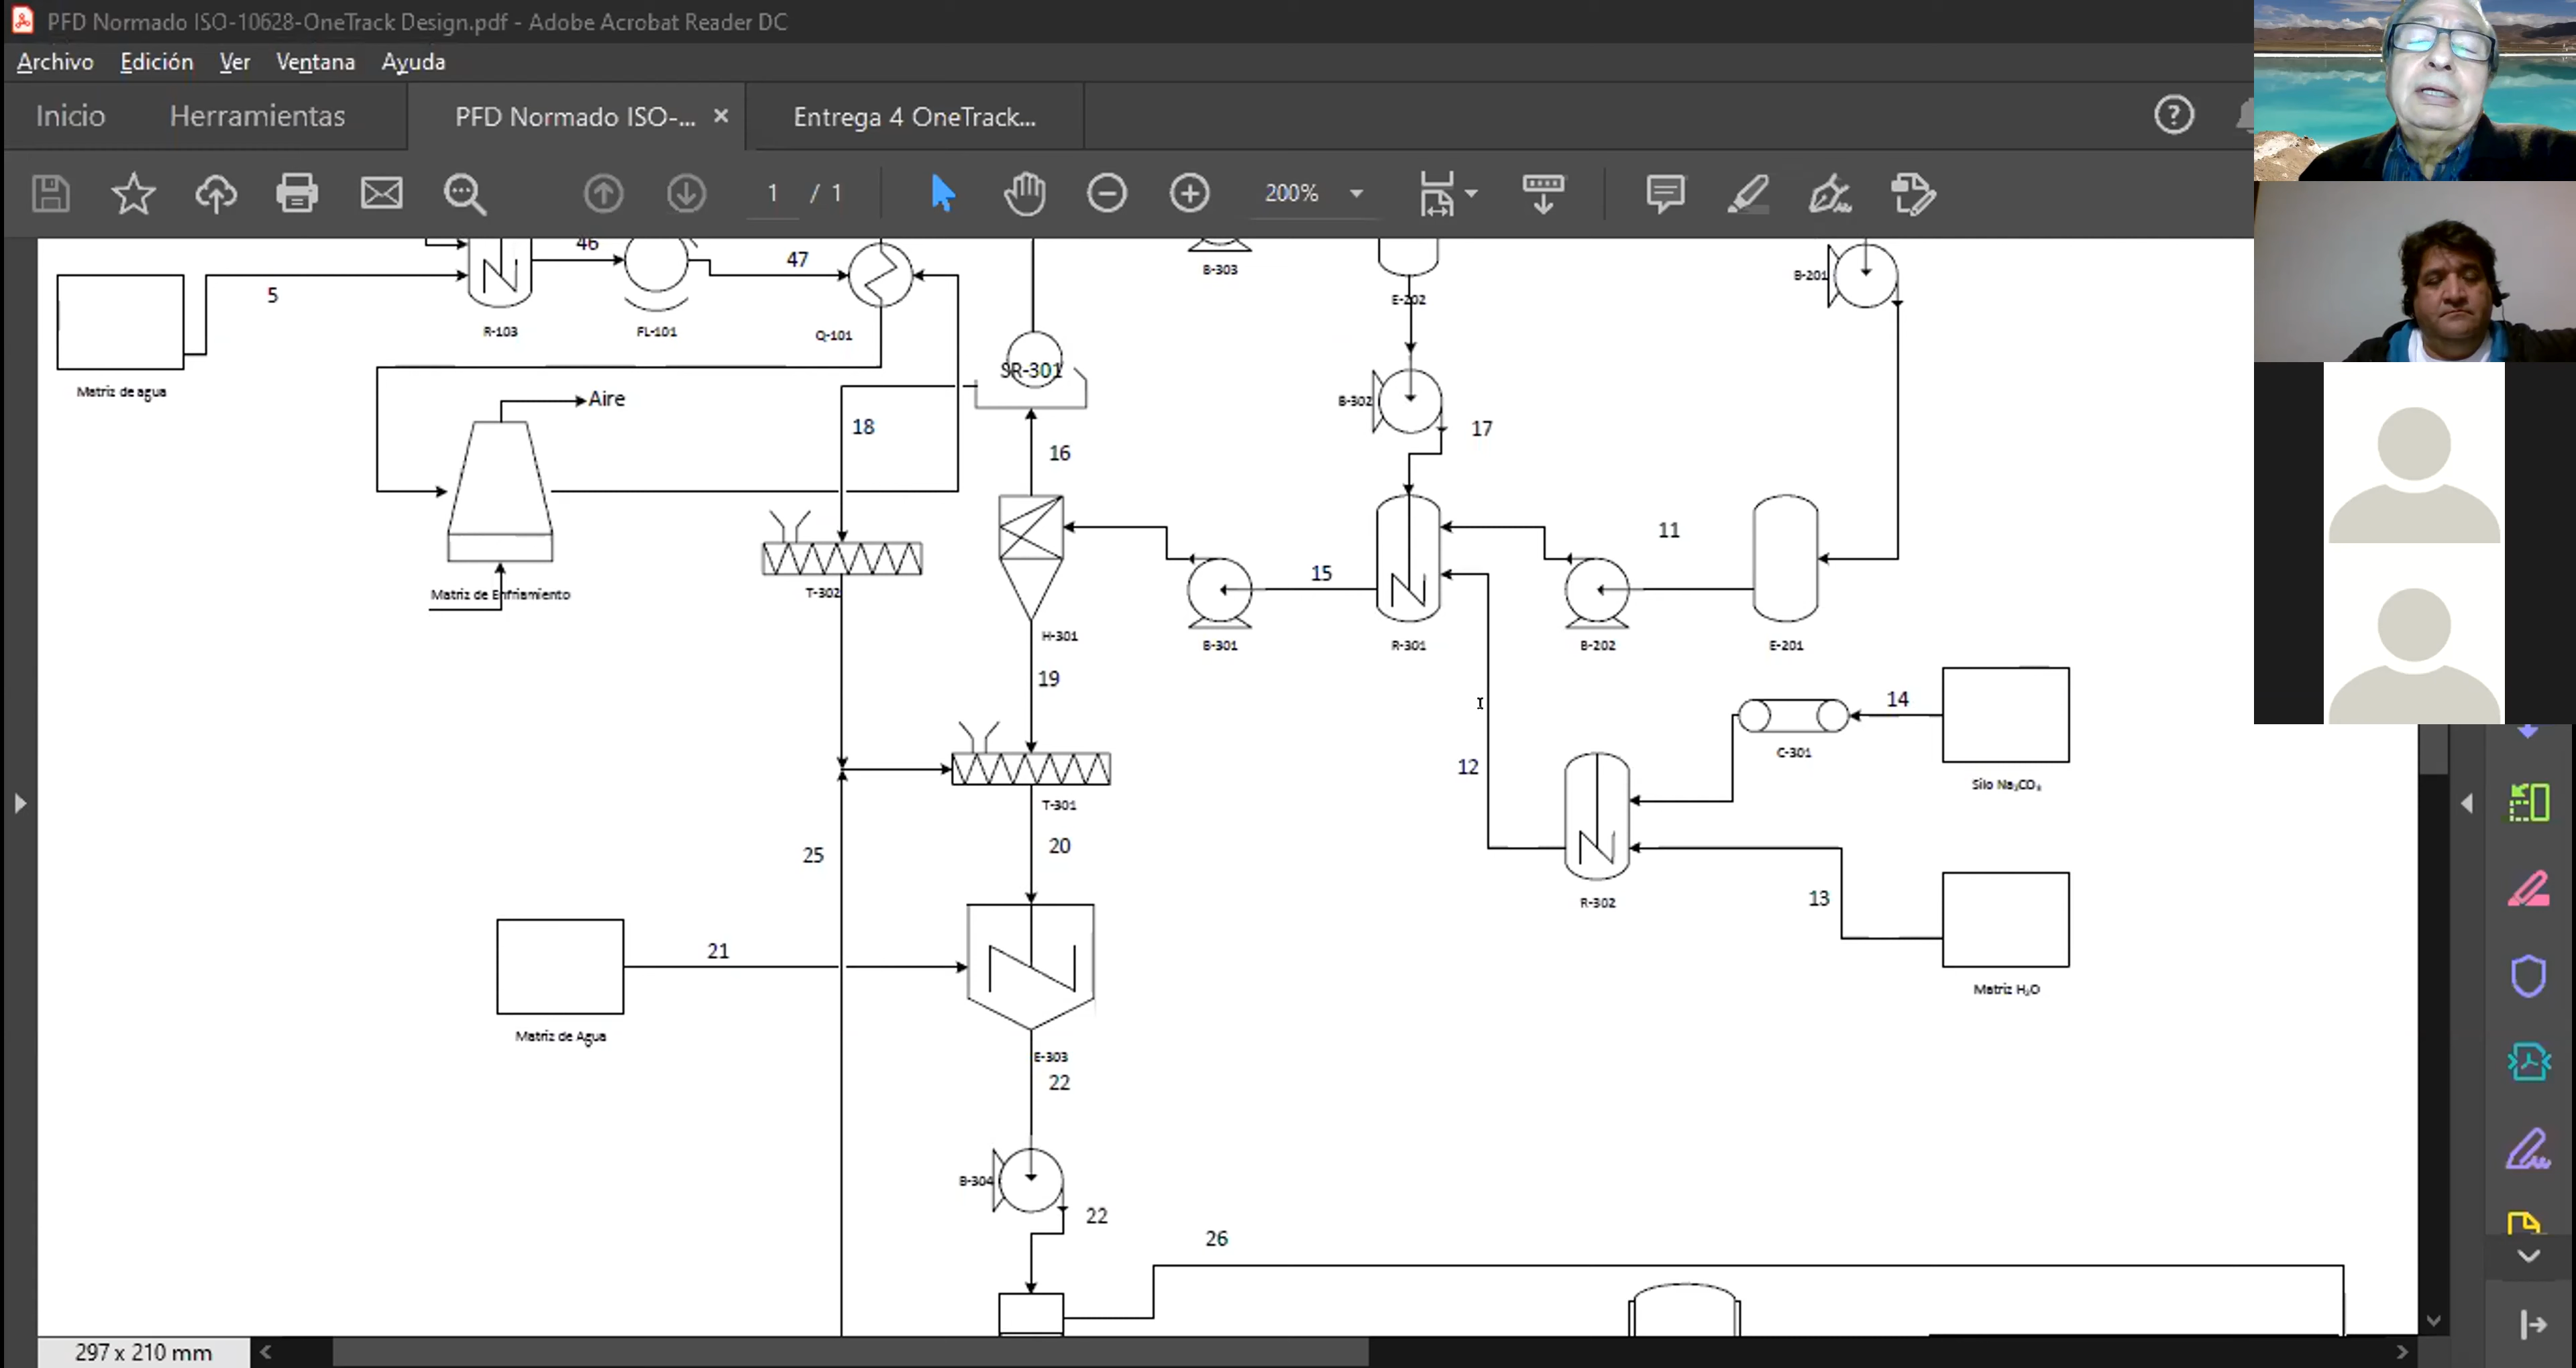 PFD Normado ISO-10628-OneTrack Design.pdf - Adobe Acrobat Reader DC
Archivo Edición Ver Ventana Ayuda
Inicio Herramientas PFD Normado ISO-... × Entrega 4 OneTrack...
1 / 1 200%
46
47
B-303
B-201
5
E-202
R-103
FL-101
Q-101
Matriz de agua
SR-301
Aire
B-302
18
17
16
11
15
Matriz de Enfriamiento
T-302
H-301
B-301
R-301
B-202
E-201
19
14
C-301
12
Silo Na₂CO₃
T-301
20
25
13
R-302
21
Matriz H₂O
Matriz de Agua
E-303
22
B-304
22
26
297 x 210 mm